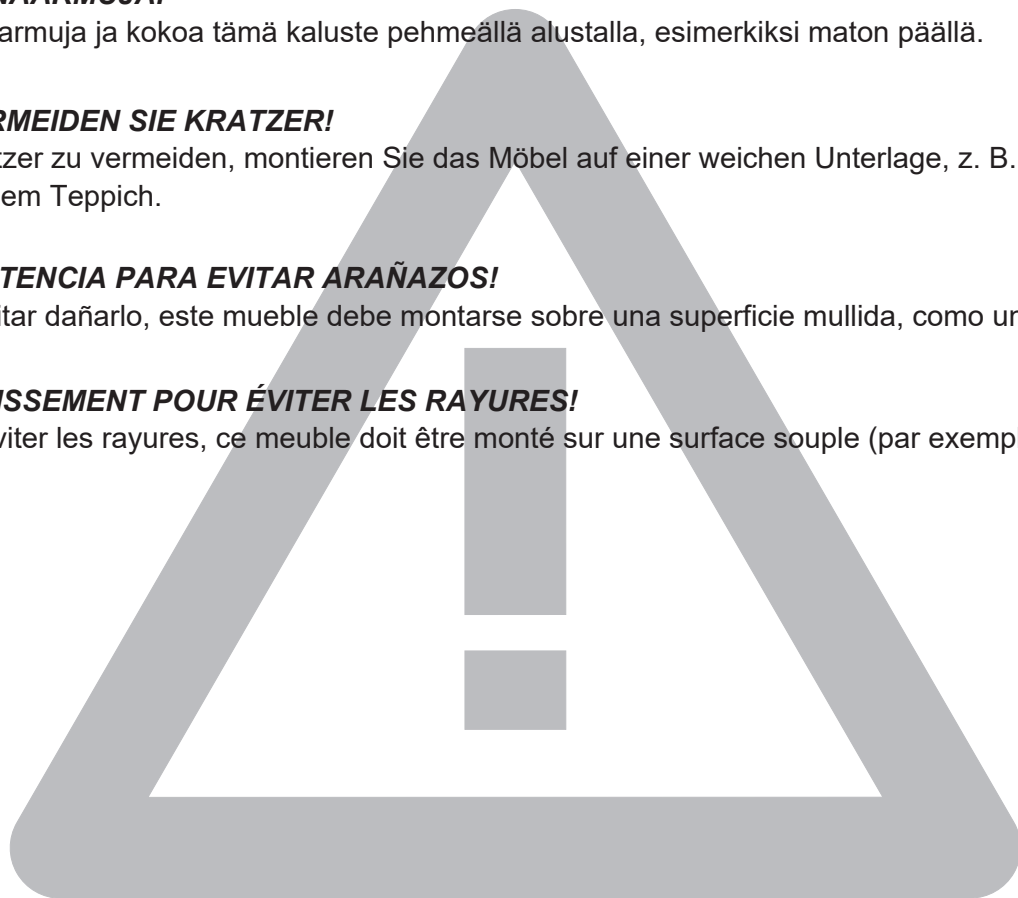 armuja ja kokoa tämä kaluste pehmeällä alustalla, esimerkiksi maton päällä.
RMEIDEN SIE KRATZER!
tzer zu vermeiden, montieren Sie das Möbel auf einer weichen Unterlage, z. B.
em Teppich.
TENCIA PARA EVITAR ARAÑAZOS!
itar dañarlo, este mueble debe montarse sobre una superficie mullida, como un
ISSEMENT POUR ÉVITER LES RAYURES!
viter les rayures, ce meuble doit être monté sur une surface souple (par exempl